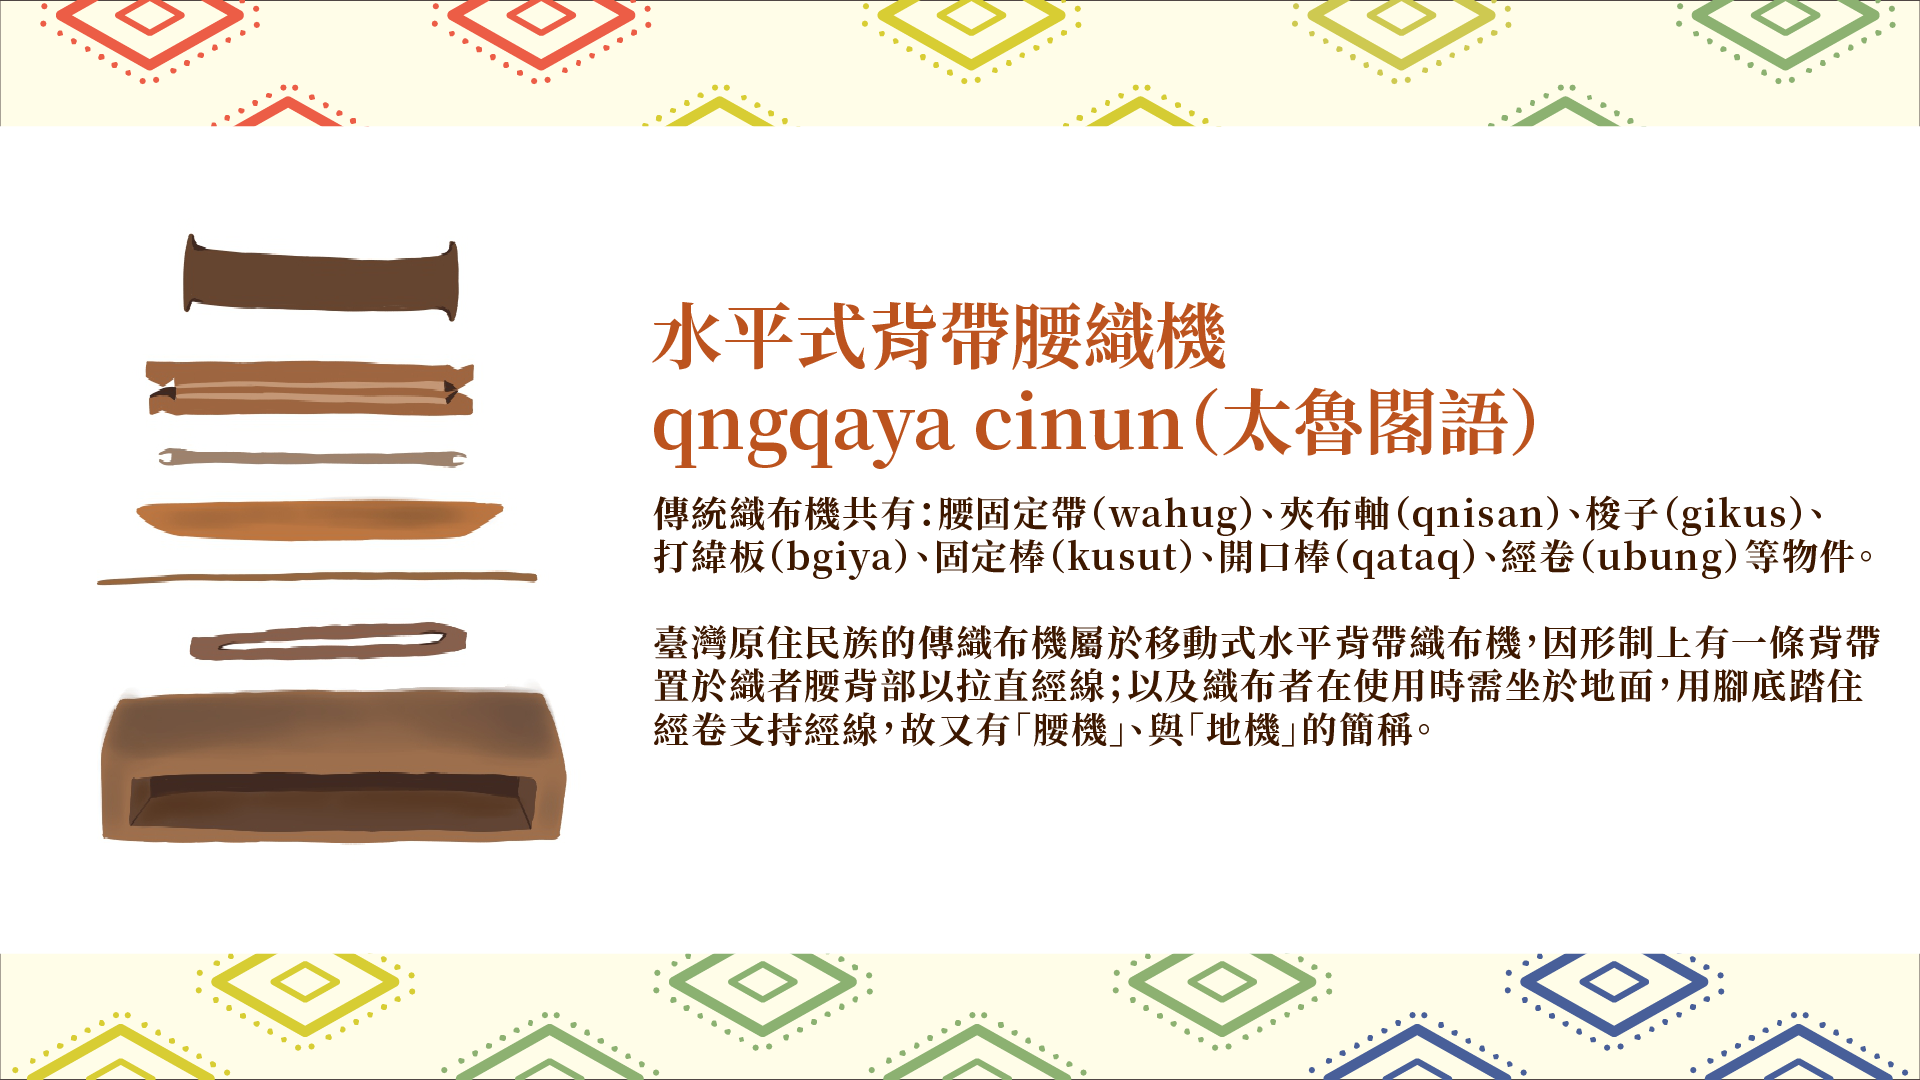 水平式背帶腰織機
qngqaya cinun(太魯閣語)
傳統織布機共有：腰固定帶(wahug)、夾布軸(qnisan)、梭子(gikus)、
打緯板(bgiya)、固定棒(kusut)、開口棒(qataq)、經卷(ubung)等物件。
臺灣原住民族的傳織布機屬於移動式水平背帶織布機，因形制上有一條背帶
置於織者腰背部以拉直經線；以及織布者在使用時需坐於地面，用腳底踏住
經卷支持經線，故又有「腰機」、與「地機」的簡稱。